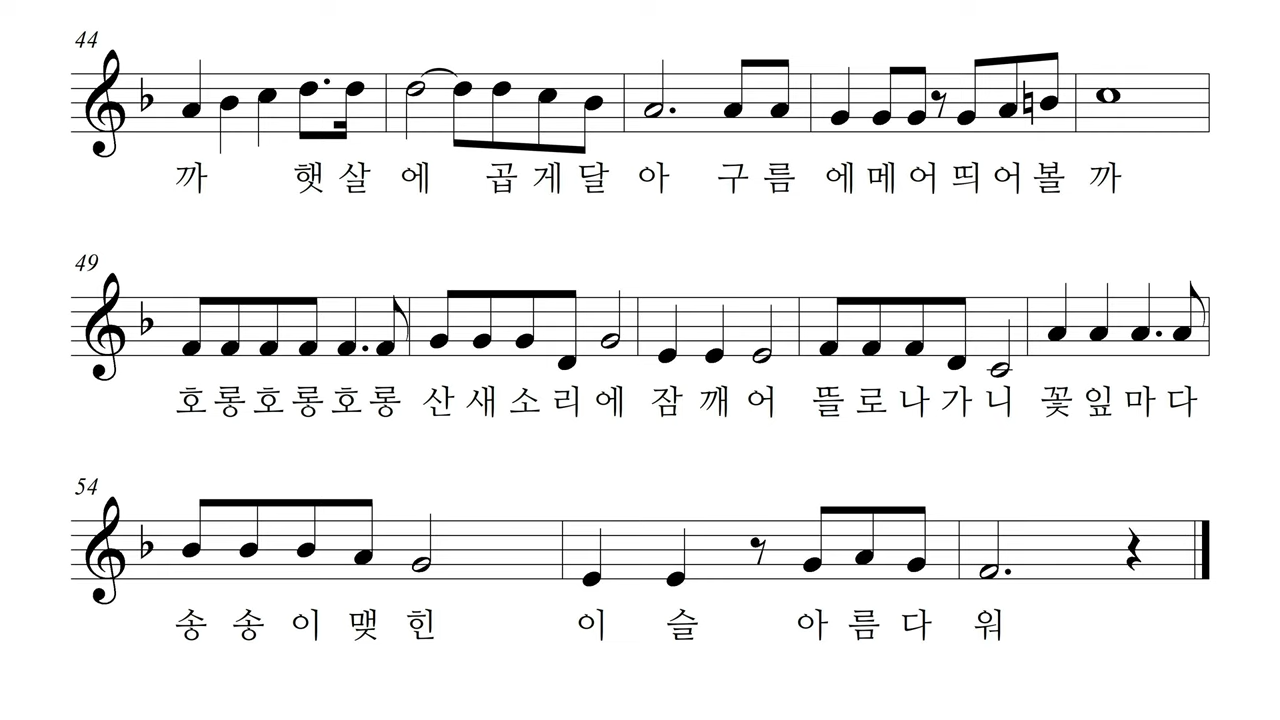 44
까 햇살에 곱게달아 구름 에메어띄어볼까
49
호롱호롱호롱 산새소리에 잠깨어 뜰로나가니 꽃잎마다
54
송송이맺힌 이슬 아름다워